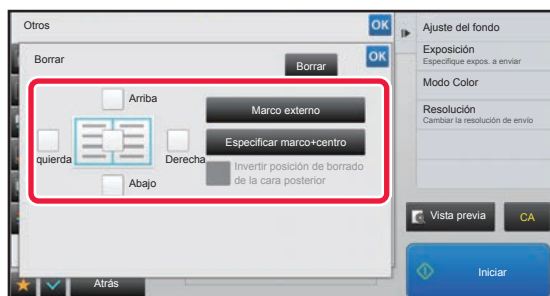 Otros
OK
Borrar
Borrar
OK
Arriba
quierda
Derecha
Abajo
Marco externo
Especificar marco+centro
Invertir posición de borrado
de la cara posterior
Atrás
Ajuste del fondo
Exposición
Especifique expos. a enviar
Modo Color
Resolución
Cambiar la resolución de envío
Vista previa
CA
Iniciar